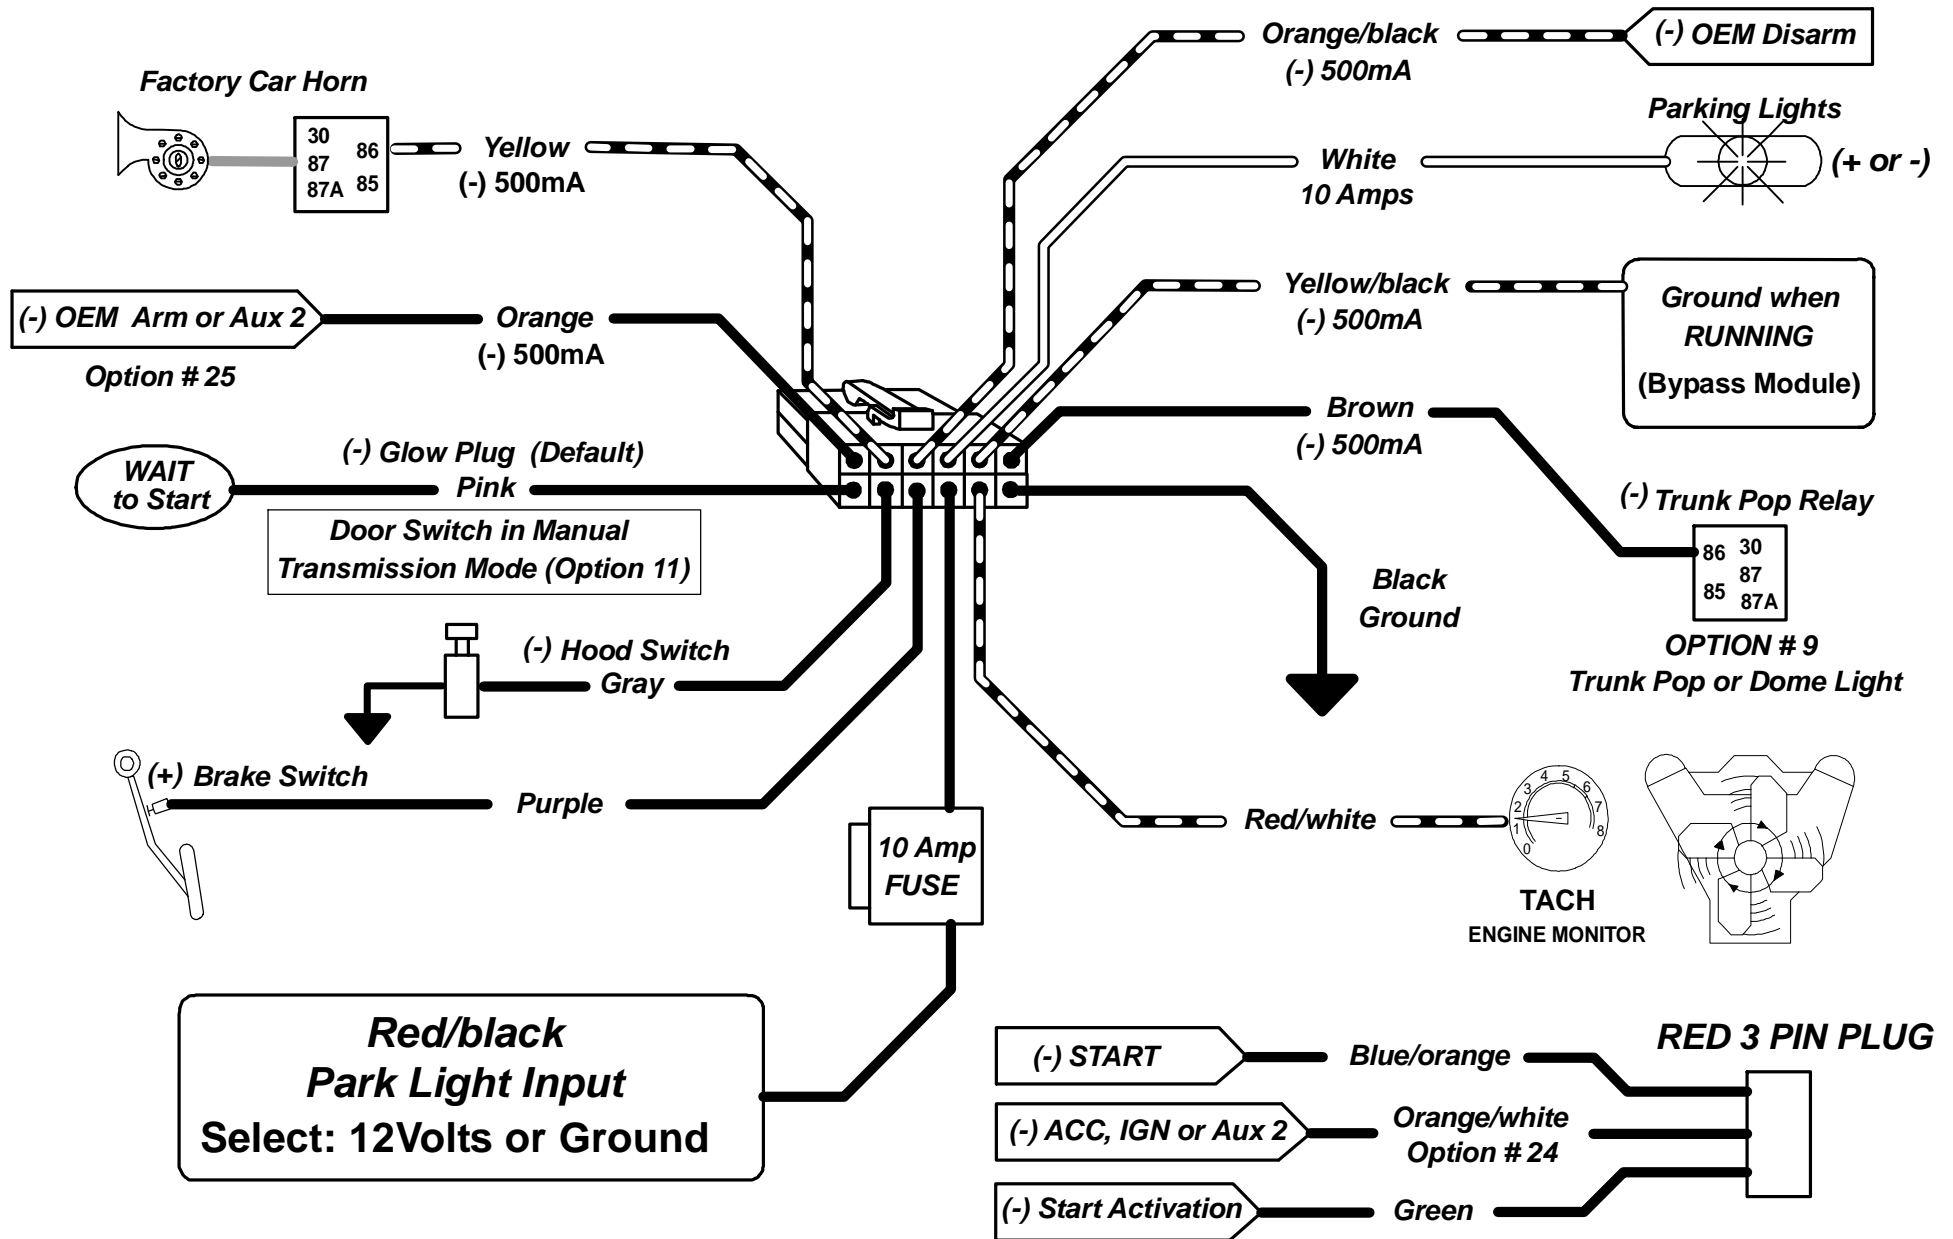 Factory Car Horn
30
87
87A
86
85
Yellow
(-) 500mA
Orange/black
(-) 500mA
(-) OEM Disarm
Parking Lights
(+ or -)
White
10 Amps
(-) OEM Arm or Aux 2
Option # 25
Orange
(-) 500mA
Yellow/black
(-) 500mA
Ground when
RUNNING
(Bypass Module)
WAIT
to Start
(-) Glow Plug (Default)
Pink
Door Switch in Manual
Transmission Mode (Option 11)
Brown
(-) 500mA
(-) Trunk Pop Relay
86
85
30
87
87A
OPTION # 9
Trunk Pop or Dome Light
Black
Ground
(-) Hood Switch
Gray
(+) Brake Switch
Purple
10 Amp
FUSE
Red/white
0
1
2
3
4
5
6
7
8
TACH
ENGINE MONITOR
Red/black
Park Light Input
Select: 12Volts or Ground
RED 3 PIN PLUG
(-) START
Blue/orange
(-) ACC, IGN or Aux 2
Orange/white
Option # 24
(-) Start Activation
Green